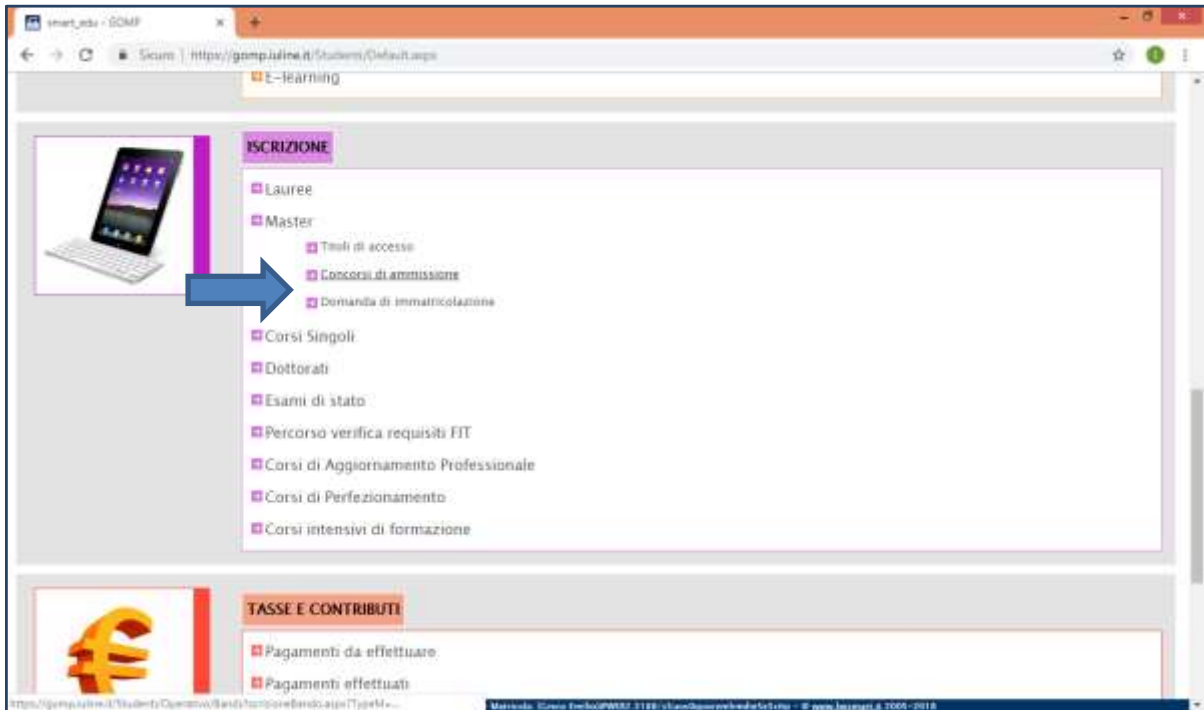 smart_edu - GOMP
Sicuro | https://gomp.iuline.it/Studenti/Default.aspx
E-learning
ISCRIZIONE
Lauree
Master
Titoli di accesso
Concorsi di ammissione
Domanda di immatricolazione
Corsi Singoli
Dottorati
Esami di stato
Percorso verifica requisiti FIT
Corsi di Aggiornamento Professionale
Corsi di Perfezionamento
Corsi intensivi di formazione
TASSE E CONTRIBUTI
Pagamenti da effettuare
Pagamenti effettuati